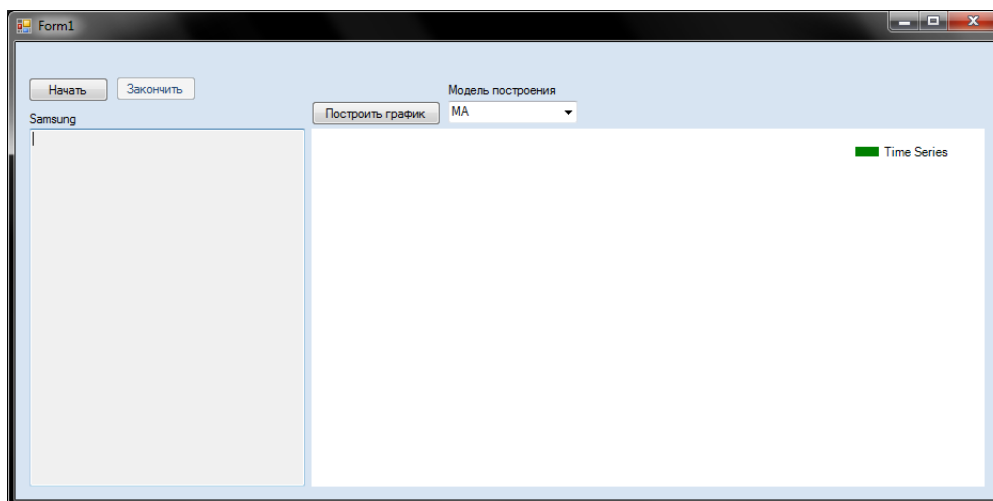 Form1
Начать
Закончить
Модель построения
Построить график
MA
Samsung
Time Series